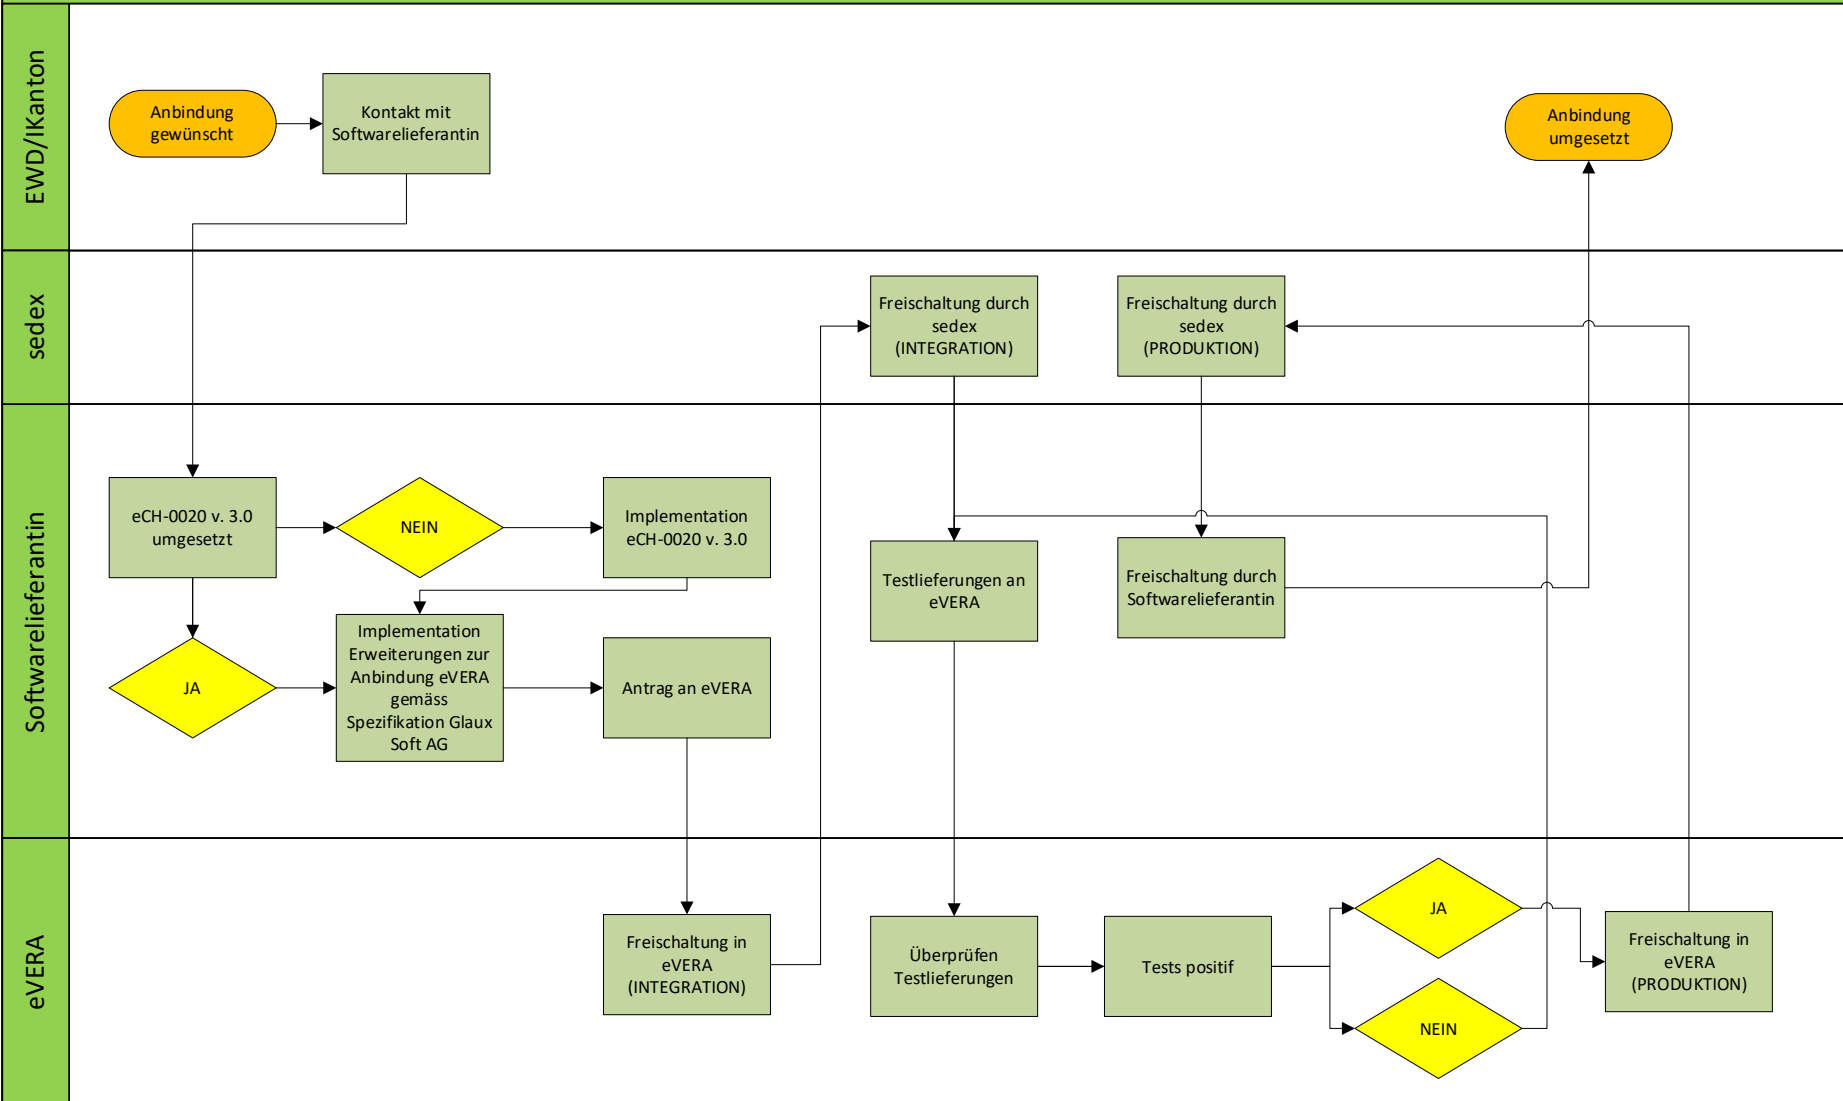 EWD/IKanton
Anbindung
gewünscht
Kontakt mit
Softwarelieferantin
Anbindung
umgesetzt
sedex
Freischaltung durch
sedex
(INTEGRATION)
Freischaltung durch
sedex
(PRODUKTION)
Softwarelieferantin
eCH-0020 v. 3.0
umgesetzt
NEIN
Implementation
eCH-0020 v. 3.0
Testlieferungen an
eVERA
Freischaltung durch
Softwarelieferantin
JA
Implementation
Erweiterungen zur
Anbindung eVERA
gemäss
Spezifikation Glaux
Soft AG
Antrag an eVERA
eVERA
Freischaltung in
eVERA
(INTEGRATION)
Überprüfen
Testlieferungen
Tests positif
JA
NEIN
Freischaltung in
eVERA
(PRODUKTION)